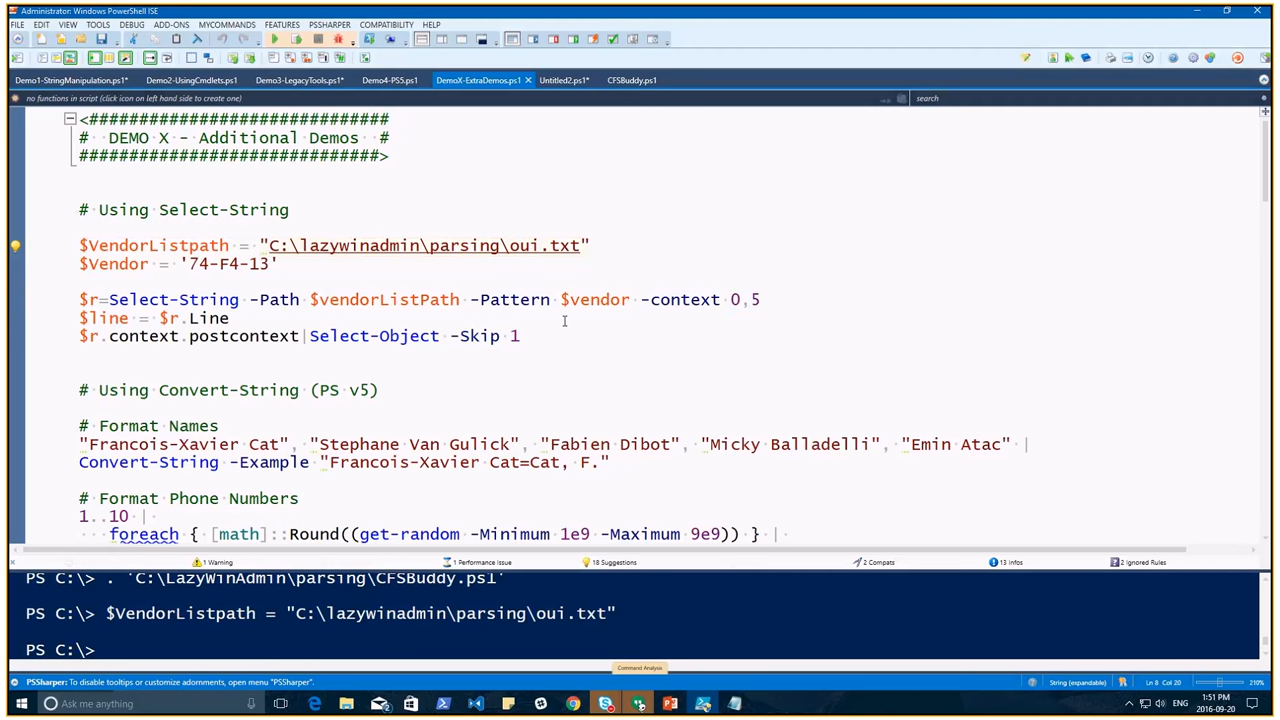 Administrator: Windows PowerShell ISE
FILE EDIT VIEW TOOLS DEBUG ADD-ONS MYCOMMANDS FEATURES PSSHARPER COMPATIBILITY HELP
Demo1-StringManipulation.ps1* Demo2-UsingCmdlets.ps1 Demo3-LegacyTools.ps1* Demo4-PS5.ps1 DemoX-ExtraDemos.ps1 Untitled2.ps1* CFSBuddy.ps1
no functions in script (click icon on left hand side to create one) search
<##############################
# DEMO X - Additional Demos #
##############################>
# Using Select-String
$VendorListpath = "C:\lazywinadmin\parsing\oui.txt"
$Vendor = '74-F4-13'
$r=Select-String -Path $vendorListPath -Pattern $vendor -context 0,5
$line = $r.Line
$r.context.postcontext|Select-Object -Skip 1
# Using Convert-String (PS v5)
# Format Names
"Francois-Xavier Cat", "Stephane Van Gulick", "Fabien Dibot", "Micky Balladelli", "Emin Atac" |
Convert-String -Example "Francois-Xavier Cat=Cat, F."
# Format Phone Numbers
1..10 |
foreach { [math]::Round((get-random -Minimum 1e9 -Maximum 9e9)) } |
1 Warning 1 Performance Issue 18 Suggestions 2 Compats 13 Infos 2 Ignored Rules
PS C:\> . 'C:\LazyWinAdmin\parsing\CFSBuddy.ps1'
PS C:\> $VendorListpath = "C:\lazywinadmin\parsing\oui.txt"
PS C:\>
Command Analysis
PSSharper: To disable tooltips or customize adornments, open menu "PSSharper". String (expandable) Ln 8 Col 20 210%
Ask me anything ENG 1:51 PM
2016-09-20